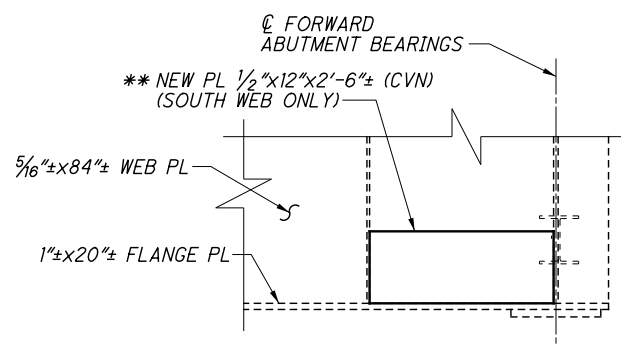 ℄ FORWARD
ABUTMENT BEARINGS
** NEW PL 1/2"x12"x2'-6"± (CVN)
(SOUTH WEB ONLY)
5/16"±x84"± WEB PL
1"±x20"± FLANGE PL